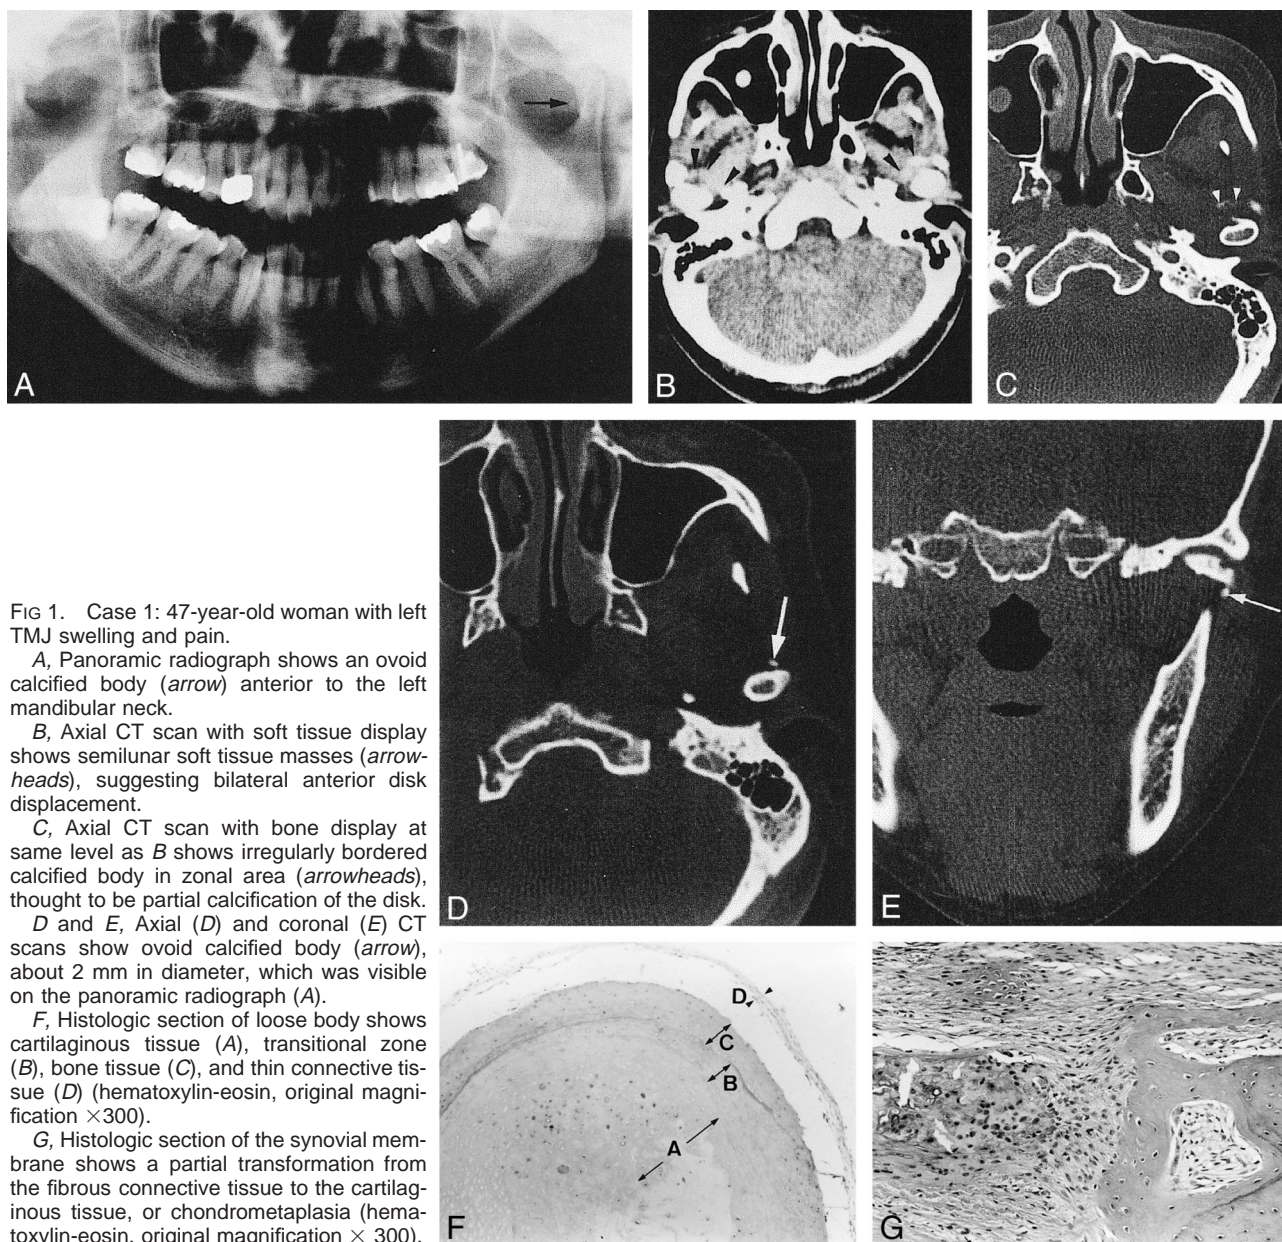 A
B
C
FIG 1. Case 1: 47-year-old woman with left
TMJ swelling and pain.
A, Panoramic radiograph shows an ovoid
calcified body (arrow) anterior to the left
mandibular neck.
B, Axial CT scan with soft tissue display
shows semilunar soft tissue masses (arrow-
heads), suggesting bilateral anterior disk
displacement.
C, Axial CT scan with bone display at
same level as B shows irregularly bordered
calcified body in zonal area (arrowheads),
thought to be partial calcification of the disk.
D and E, Axial (D) and coronal (E) CT
scans show ovoid calcified body (arrow),
about 2 mm in diameter, which was visible
on the panoramic radiograph (A).
F, Histologic section of loose body shows
cartilaginous tissue (A), transitional zone
(B), bone tissue (C), and thin connective tis-
sue (D) (hematoxylin-eosin, original magni-
fication ×300).
G, Histologic section of the synovial mem-
brane shows a partial transformation from
the fibrous connective tissue to the cartilag-
inous tissue, or chondrometaplasia (hema-
toxylin-eosin, original magnification × 300).
D
E
D
C
B
A
F
G